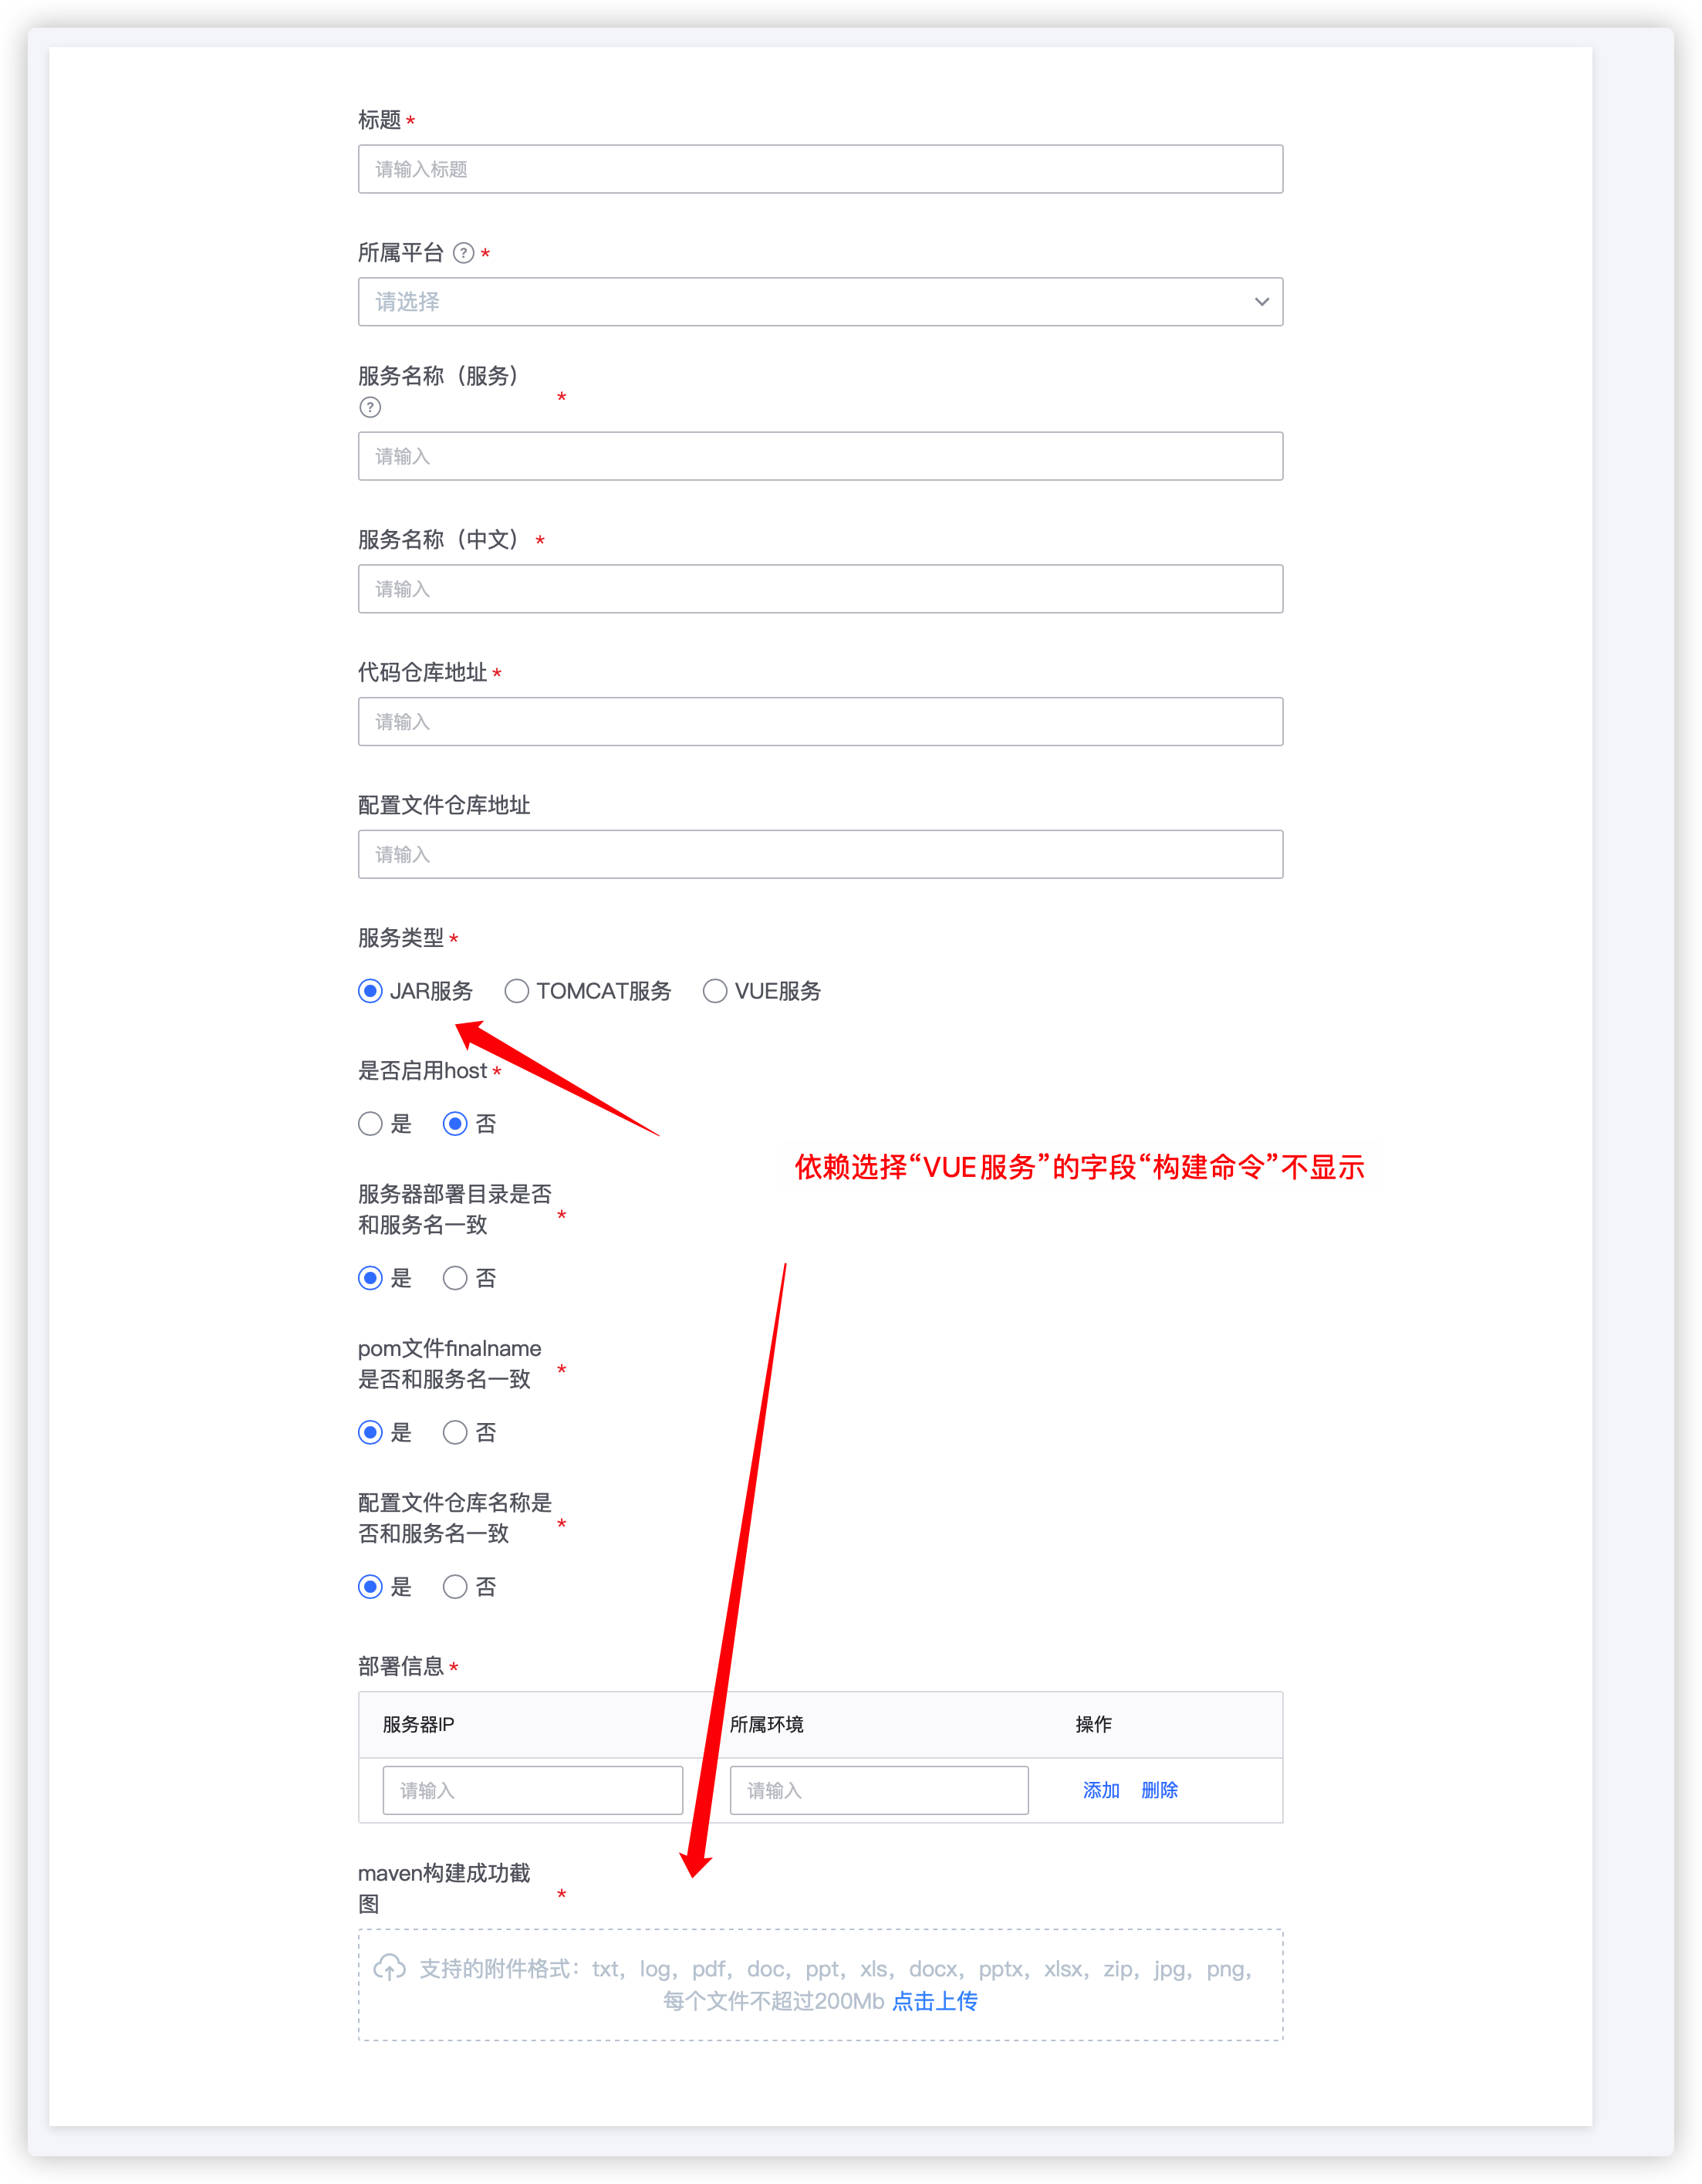 标题 *
请输入标题
所属平台 ? *
请选择
服务名称（服务）
? *
请输入
服务名称（中文） *
请输入
代码仓库地址 *
请输入
配置文件仓库地址
请输入
服务类型 *
JAR服务 TOMCAT服务 VUE服务
是否启用host *
是 否
依赖选择“VUE服务”的字段“构建命令”不显示
服务器部署目录是否
和服务名一致 *
是 否
pom文件finalname
是否和服务名一致 *
是 否
配置文件仓库名称是
否和服务名一致 *
是 否
部署信息 *
服务器IP 所属环境 操作
请输入 请输入 添加 删除
maven构建成功截
图 *
支持的附件格式：txt，log，pdf，doc，ppt，xls，docx，pptx，xlsx，zip，jpg，png，
每个文件不超过200Mb 点击上传